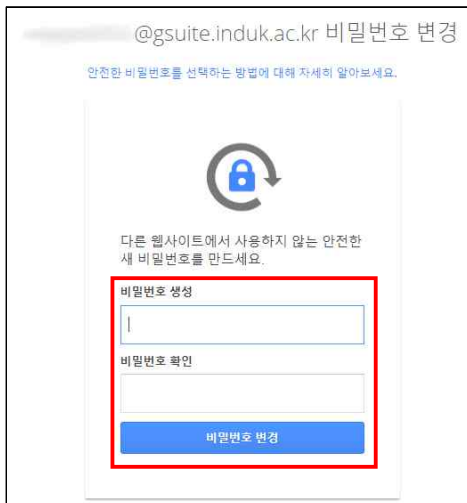 @gsuite.induk.ac.kr 비밀번호 변경
안전한 비밀번호를 선택하는 방법에 대해 자세히 알아보세요.
다른 웹사이트에서 사용하지 않는 안전한
새 비밀번호를 만드세요.
비밀번호 생성
비밀번호 확인
비밀번호 변경